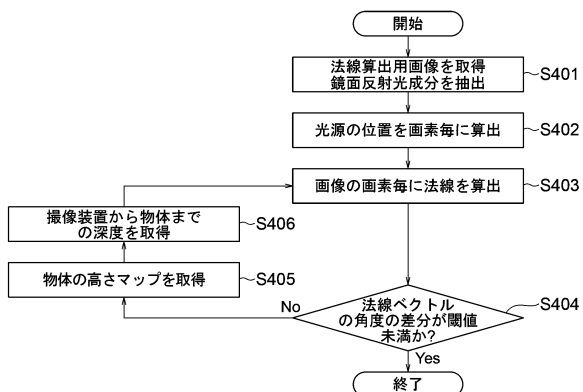 開始
法線算出用画像を取得
鏡面反射光成分を抽出
S401
光源の位置を画素毎に算出
S402
画像の画素毎に法線を算出
S403
撮像装置から物体まで
の深度を取得
S406
物体の高さマップを取得
S405
法線ベクトル
の角度の差分が閾値
未満か?
S404
No
Yes
終了